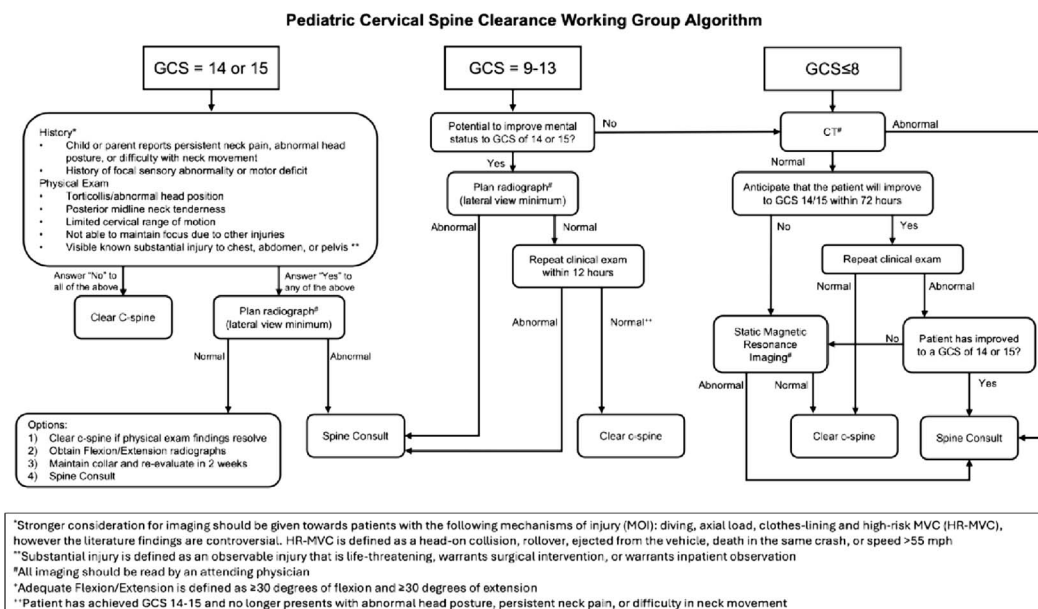 Pediatric Cervical Spine Clearance Working Group Algorithm
GCS = 14 or 15
History*
• Child or parent reports persistent neck pain, abnormal head
posture, or difficulty with neck movement
• History of focal sensory abnormality or motor deficit
Physical Exam
• Torticollis/abnormal head position
• Posterior midline neck tenderness
• Limited cervical range of motion
• Not able to maintain focus due to other injuries
• Visible known substantial injury to chest, abdomen, or pelvis **
Answer "No" to
all of the above
Answer "Yes" to
any of the above
Clear C-spine
Plan radiograph#
(lateral view minimum)
Normal
Abnormal
Options:
1) Clear c-spine if physical exam findings resolve
2) Obtain Flexion/Extension radiographs
3) Maintain collar and re-evaluate in 2 weeks
4) Spine Consult
Spine Consult
GCS = 9-13
Potential to improve mental
status to GCS of 14 or 15?
No
Yes
Plan radiograph#
(lateral view minimum)
Abnormal
Normal
Repeat clinical exam
within 12 hours
Abnormal
Normal⁺⁺
Clear c-spine
GCS≤8
CT#
Abnormal
Normal
Anticipate that the patient will improve
to GCS 14/15 within 72 hours
No
Yes
Repeat clinical exam
Normal
Abnormal
Static Magnetic
Resonance
Imaging#
No
Patient has improved
to a GCS of 14 or 15?
Abnormal
Normal
Yes
Clear c-spine
Spine Consult
*Stronger consideration for imaging should be given towards patients with the following mechanisms of injury (MOI): diving, axial load, clothes-lining and high-risk MVC (HR-MVC),
however the literature findings are controversial. HR-MVC is defined as a head-on collision, rollover, ejected from the vehicle, death in the same crash, or speed >55 mph
**Substantial injury is defined as an observable injury that is life-threatening, warrants surgical intervention, or warrants inpatient observation
#All imaging should be read by an attending physician
⁺Adequate Flexion/Extension is defined as ≥30 degrees of flexion and ≥30 degrees of extension
⁺⁺Patient has achieved GCS 14-15 and no longer presents with abnormal head posture, persistent neck pain, or difficulty in neck movement